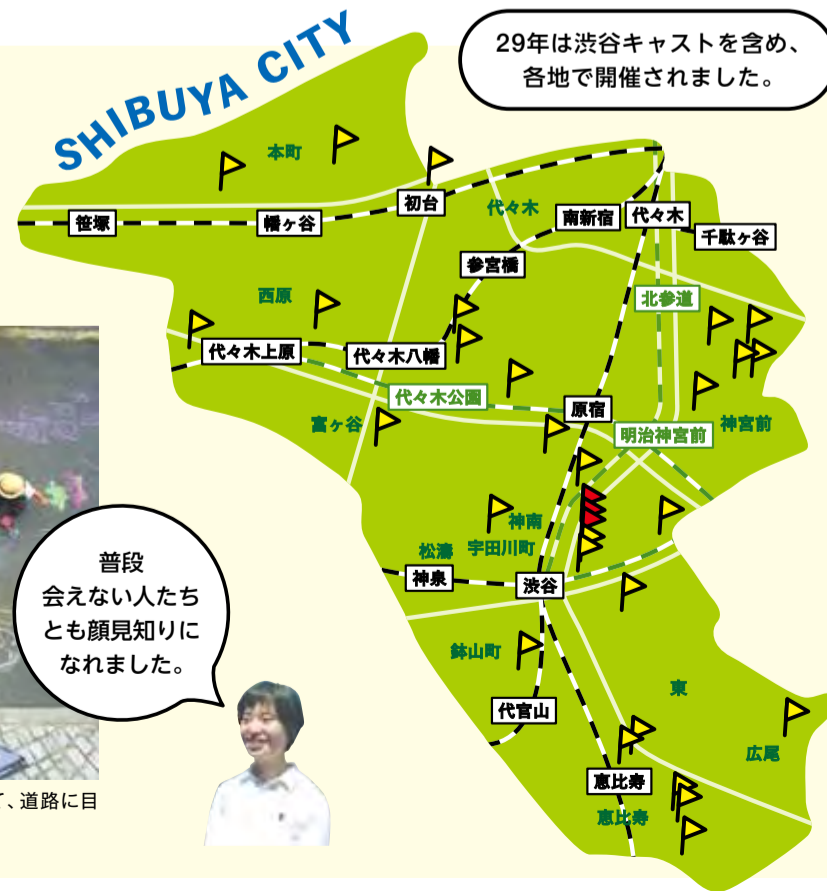 SHIBUYA CITY
29年は渋谷キャストを含め、
各地で開催されました。
本町
笹塚
幡ヶ谷
初台
代々木
南新宿
代々木
千駄ヶ谷
参宮橋
西原
北参道
代々木上原
代々木八幡
代々木公園
原宿
富ヶ谷
明治神宮前
神宮前
神南
松濤
宇田川町
神泉
渋谷
普段
会えない人たち
とも顔見知りに
なれました。
鉢山町
東
代官山
広尾
恵比寿
恵比寿
て、道路に目